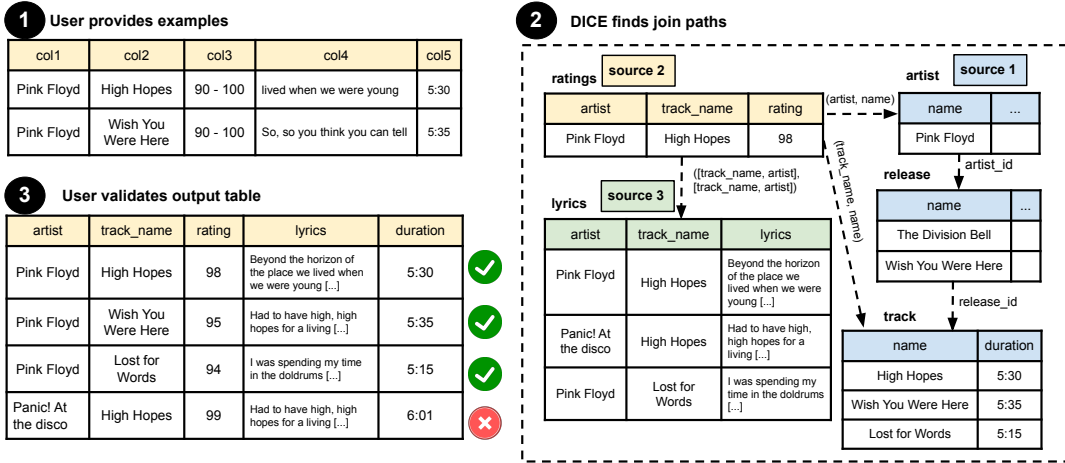 1 User provides examples
col1 col2 col3 col4 col5
Pink Floyd High Hopes 90 - 100 lived when we were young 5:30
Pink Floyd Wish You Were Here 90 - 100 So, so you think you can tell 5:35
3 User validates output table
artist track_name rating lyrics duration
Pink Floyd High Hopes 98 Beyond the horizon of the place we lived when we were young [...] 5:30
Pink Floyd Wish You Were Here 95 Had to have high, high hopes for a living [...] 5:35
Pink Floyd Lost for Words 94 I was spending my time in the doldrums [...] 5:15
Panic! At the disco High Hopes 99 Had to have high, high hopes for a living [...] 6:01
2 DICE finds join paths
ratings source 2
artist track_name rating
Pink Floyd High Hopes 98
(artist, name)
artist source 1
name ...
Pink Floyd
artist_id
release
name ...
The Division Bell
Wish You Were Here
release_id
(track_name, name)
([track_name, artist],
[track_name, artist])
lyrics source 3
artist track_name lyrics
Pink Floyd High Hopes Beyond the horizon of the place we lived when we were young [...]
Panic! At the disco High Hopes Had to have high, high hopes for a living [...]
Pink Floyd Lost for Words I was spending my time in the doldrums [...]
track
name duration
High Hopes 5:30
Wish You Were Here 5:35
Lost for Words 5:15